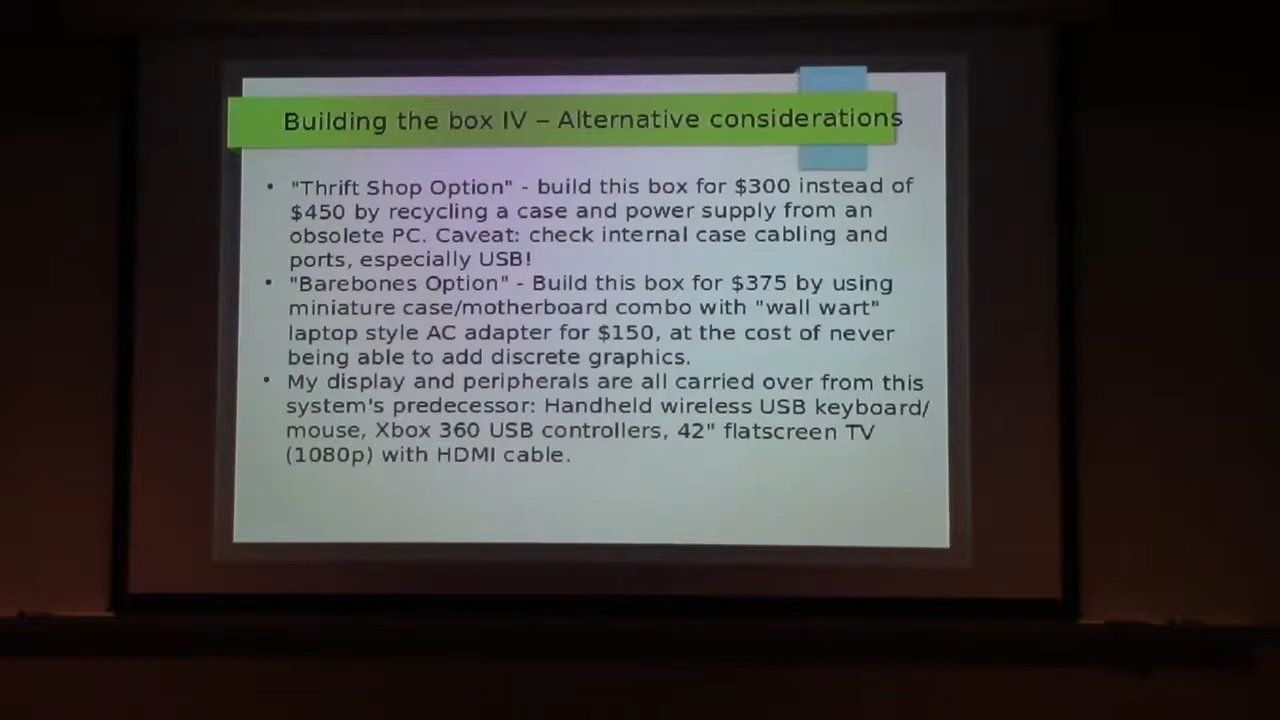 Building the box IV – Alternative considerations
• "Thrift Shop Option" - build this box for $300 instead of
$450 by recycling a case and power supply from an
obsolete PC. Caveat: check internal case cabling and
ports, especially USB!
• "Barebones Option" - Build this box for $375 by using
miniature case/motherboard combo with "wall wart"
laptop style AC adapter for $150, at the cost of never
being able to add discrete graphics.
• My display and peripherals are all carried over from this
system's predecessor: Handheld wireless USB keyboard/
mouse, Xbox 360 USB controllers, 42" flatscreen TV
(1080p) with HDMI cable.